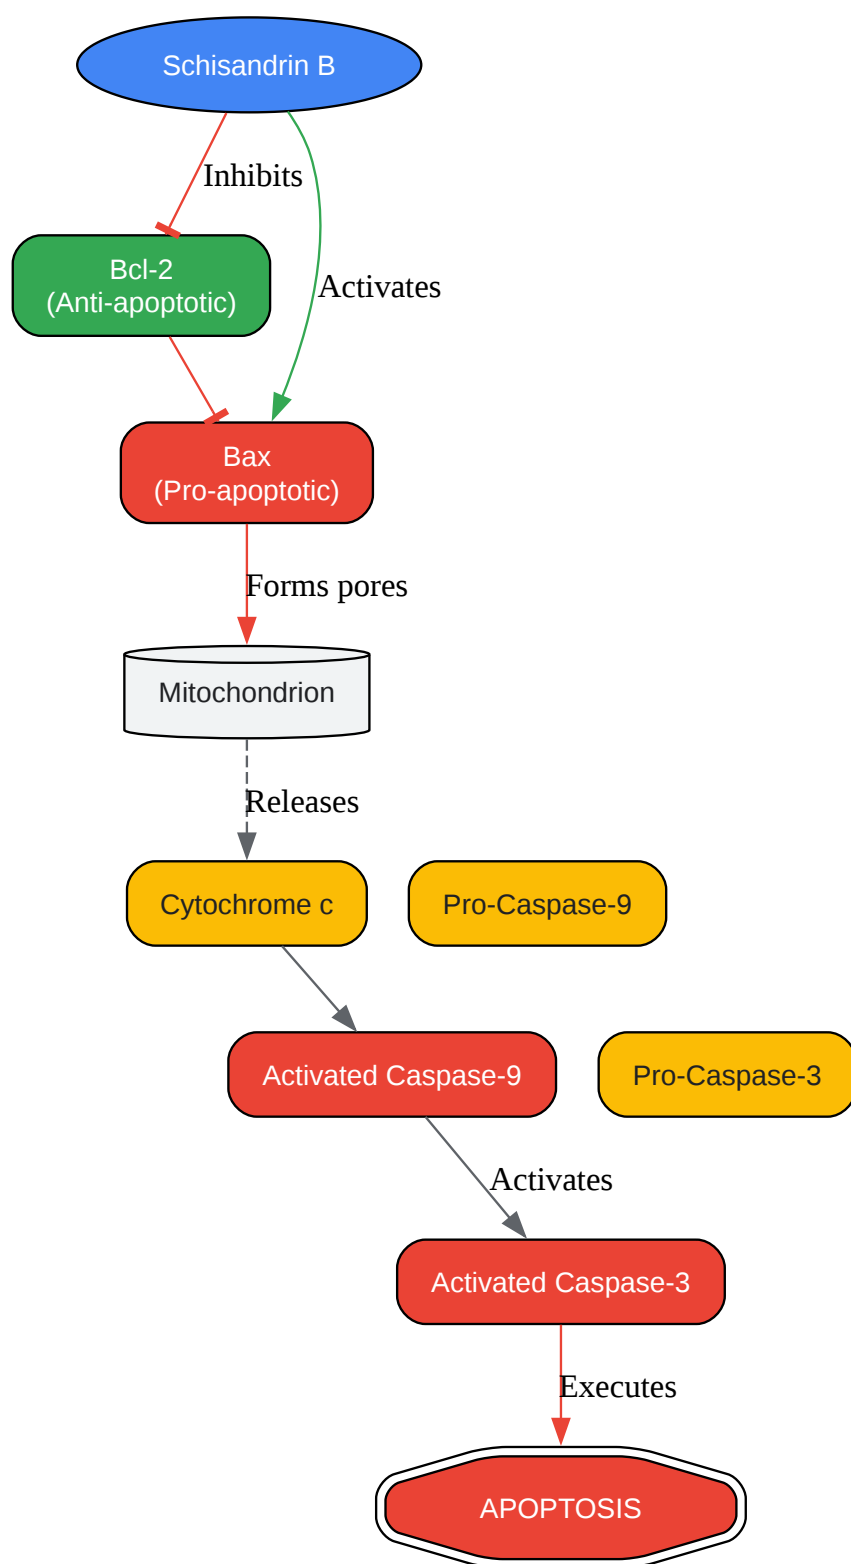 Schisandrin B
Inhibits
Bcl-2
(Anti-apoptotic)
Activates
Bax
(Pro-apoptotic)
Forms pores
Mitochondrion
Releases
Cytochrome c
Pro-Caspase-9
Activated Caspase-9
Pro-Caspase-3
Activates
Activated Caspase-3
Executes
APOPTOSIS